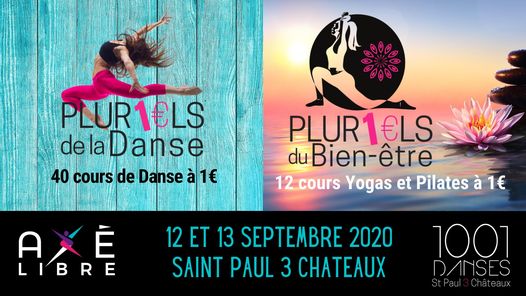 PLUR1€LS
de la Danse
40 cours de Danse à 1€
PLUR1€LS
du Bien-être
12 cours Yogas et Pilates à 1€
AXÉ
LIBRE
12 ET 13 SEPTEMBRE 2020
SAINT PAUL 3 CHATEAUX
1001
DANSES
St Paul 3 Châteaux